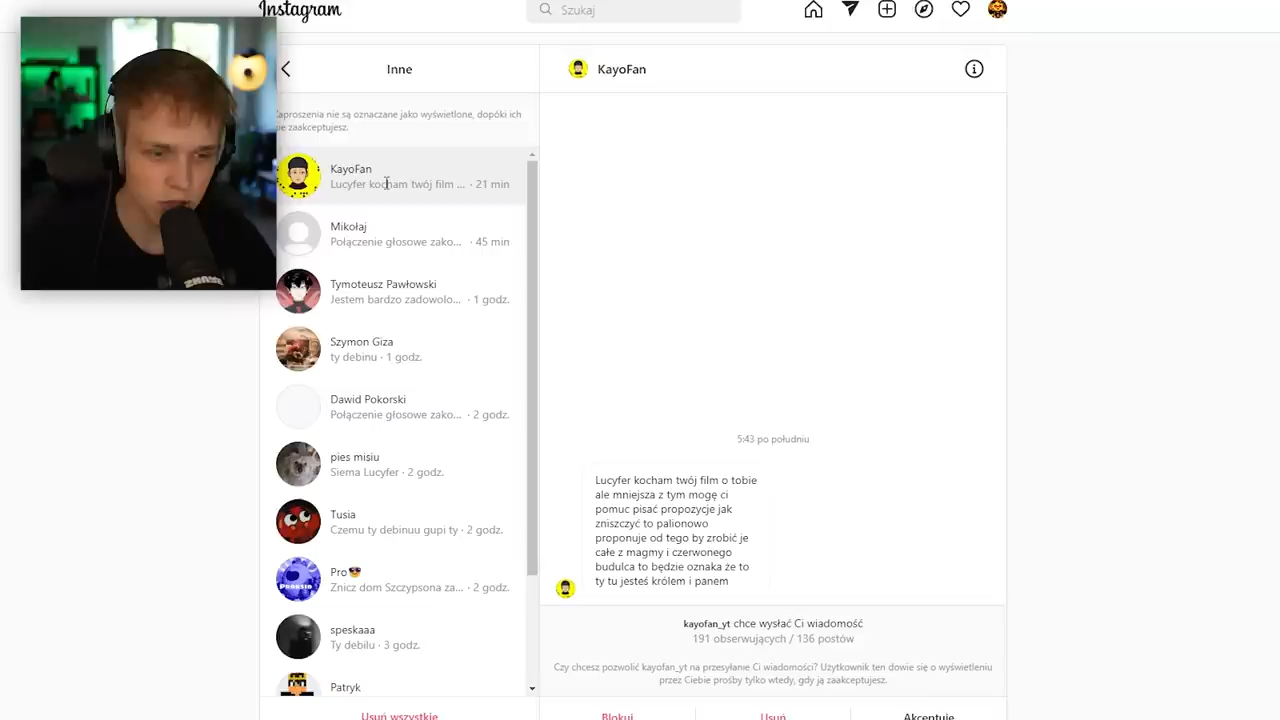 Instagram
Szukaj
Inne
KayoFan
Zaproszenia nie są oznaczane jako wyświetlone, dopóki ich
nie zaakceptujesz.
KayoFan
Lucyfer kocham twój film ... · 21 min
Mikołaj
Połączenie głosowe zako... · 45 min
Tymoteusz Pawłowski
Jestem bardzo zadowolo... · 1 godz.
Szymon Giza
ty debinu · 1 godz.
Dawid Pokorski
Połączenie głosowe zako... · 2 godz.
pies misiu
Siema Lucyfer · 2 godz.
Tusia
Czemu ty debinuu gupi ty · 2 godz.
Pro😎
Znicz dom Szczypsona za... · 2 godz.
speskaaa
Ty debilu · 3 godz.
Patryk
Usuń wszystkie
5:43 po południu
Lucyfer kocham twój film o tobie
ale mniejsza z tym mogę ci
pomuc pisać propozycje jak
zniszczyć to palionowo
proponuje od tego by zrobić je
całe z magmy i czerwonego
budulca to będzie oznaka że to
ty tu jesteś królem i panem
kayofan_yt chce wysłać Ci wiadomość
191 obserwujących / 136 postów
Czy chcesz pozwolić kayofan_yt na przesyłanie Ci wiadomości? Użytkownik ten dowie się o wyświetleniu
przez Ciebie prośby tylko wtedy, gdy ją zaakceptujesz.
Blokuj
Usuń
Akceptuję